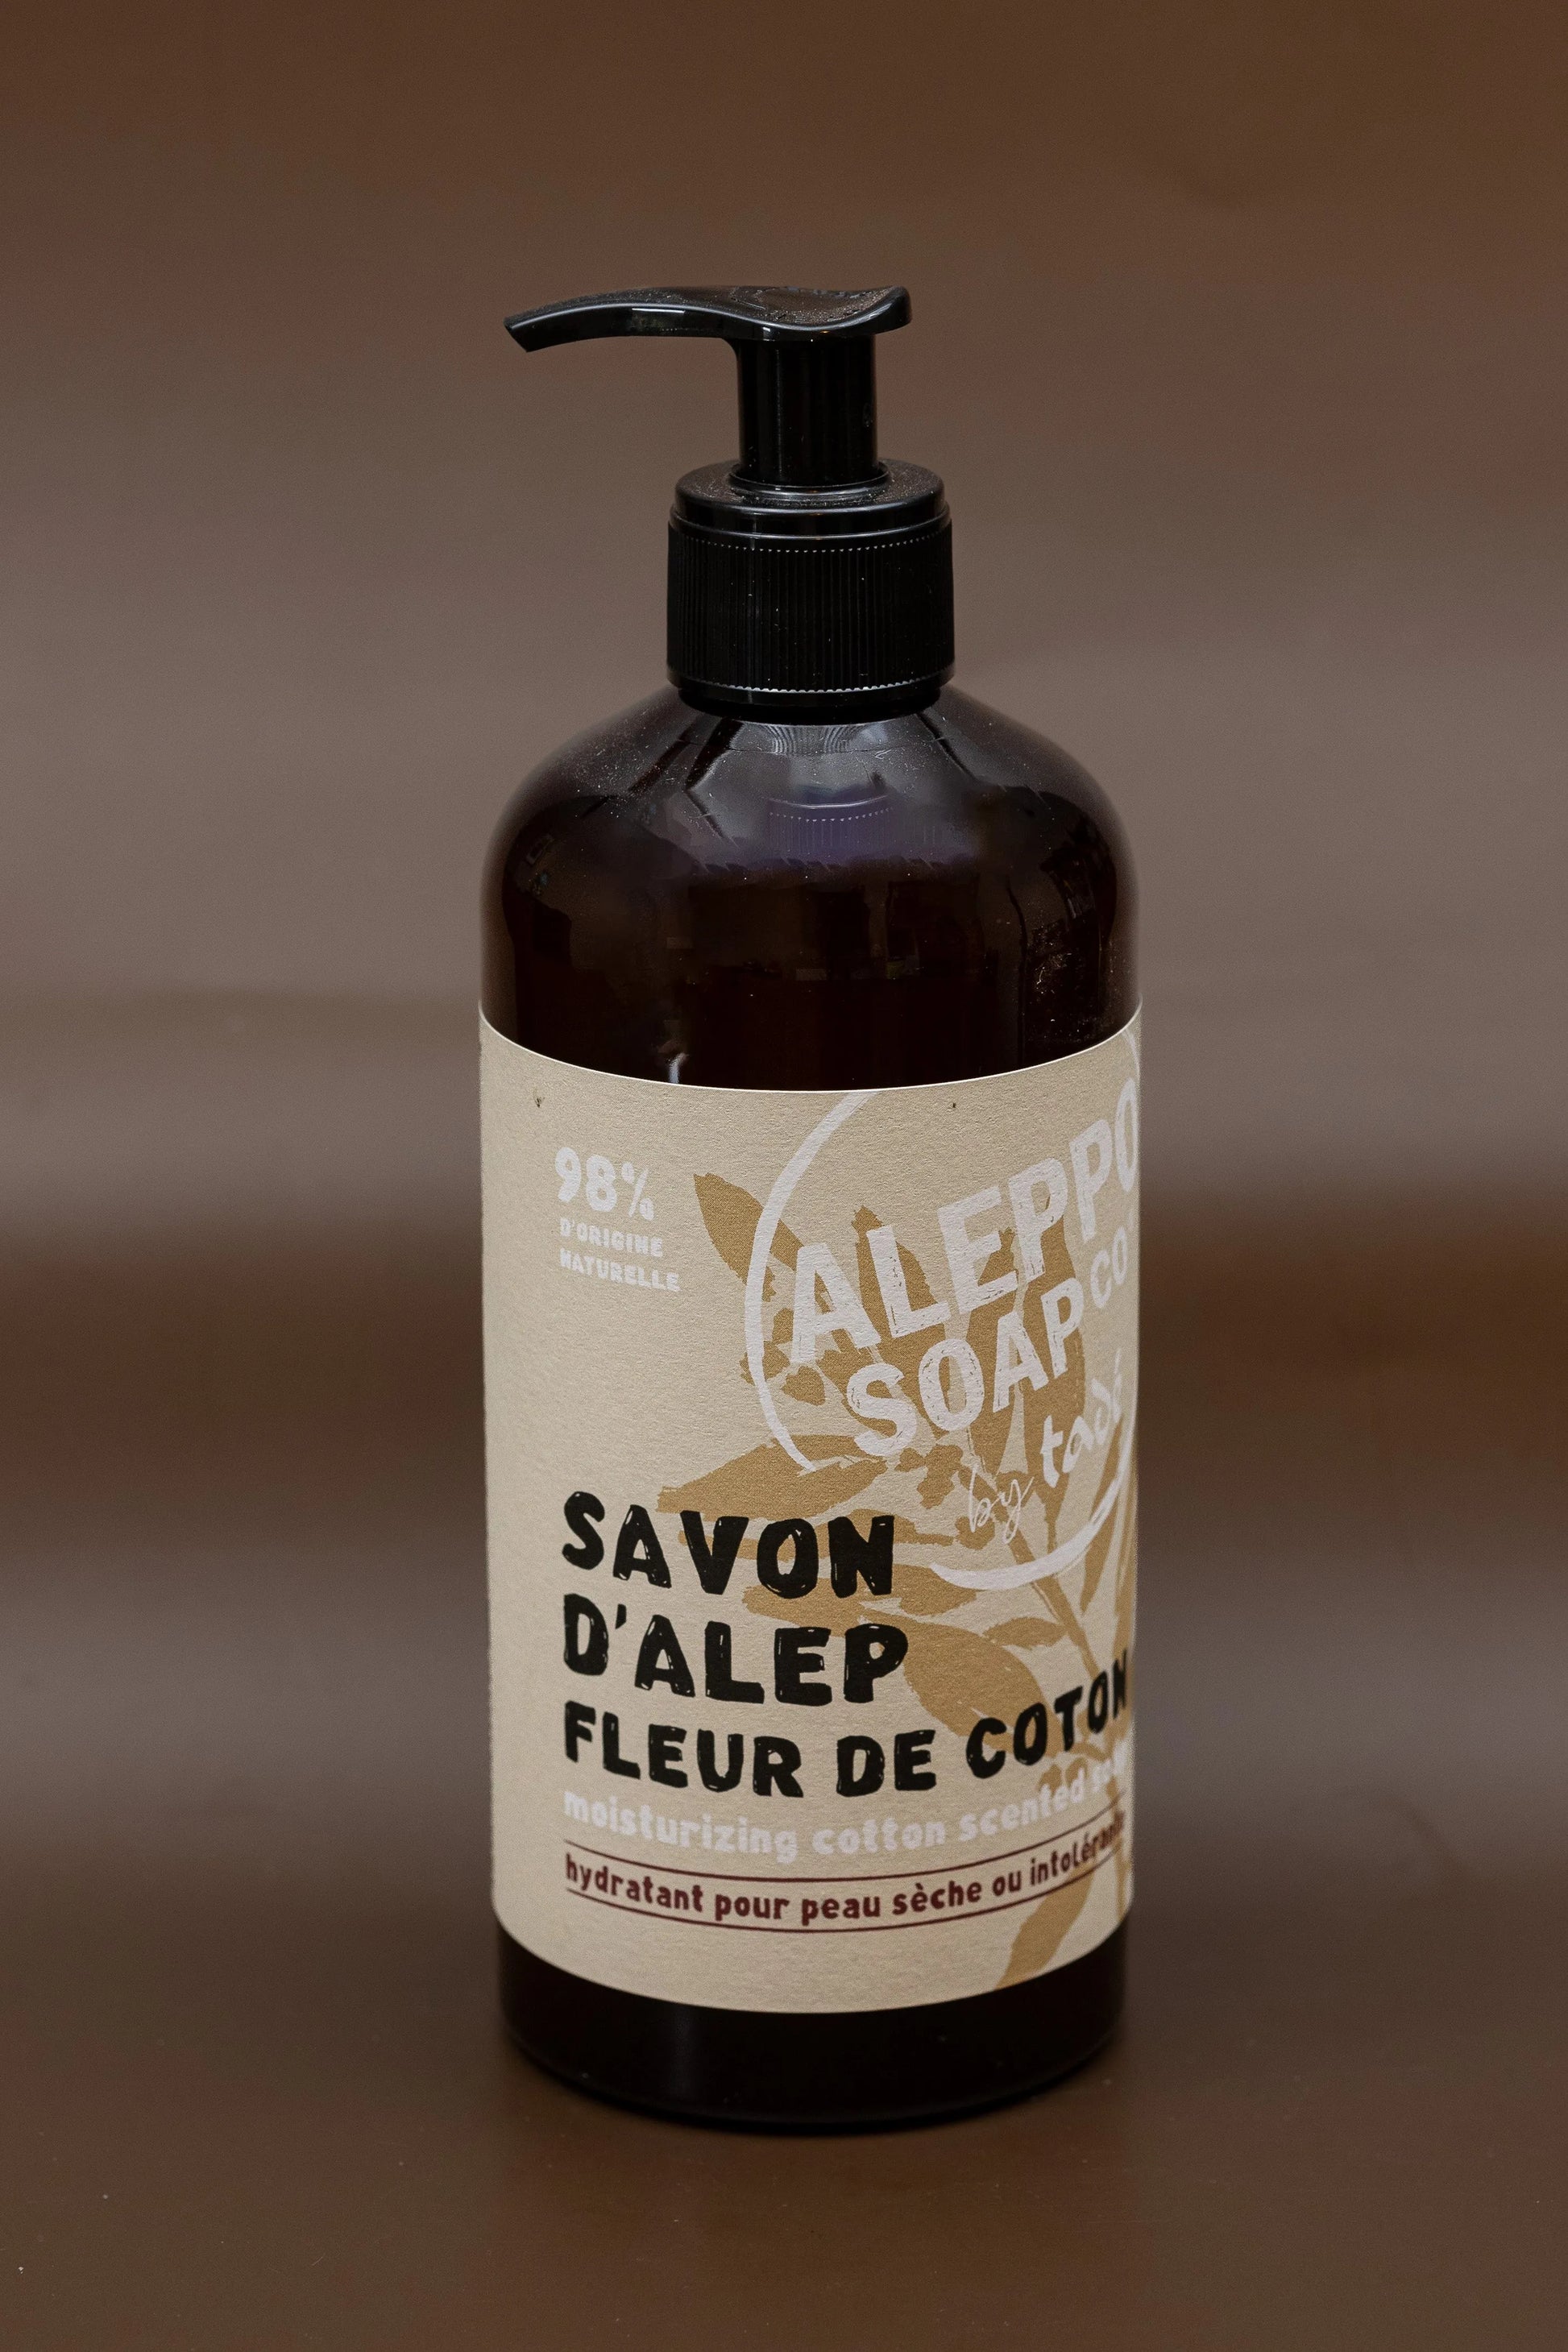 98%
D'ORIGINE
NATURELLE
ALEPPO
SOAP CO
by tadé
SAVON
D'ALEP
FLEUR DE COTON
moisturizing cotton scented
hydratant pour peau sèche ou